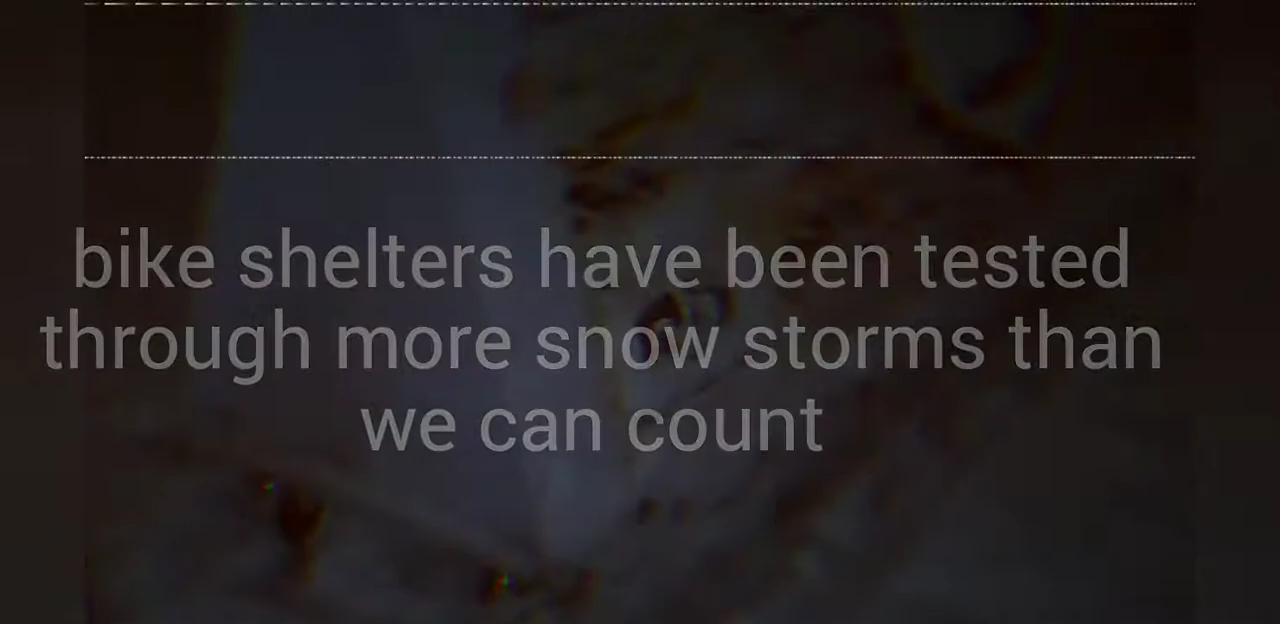 bike shelters have been tested
through more snow storms than
we can count